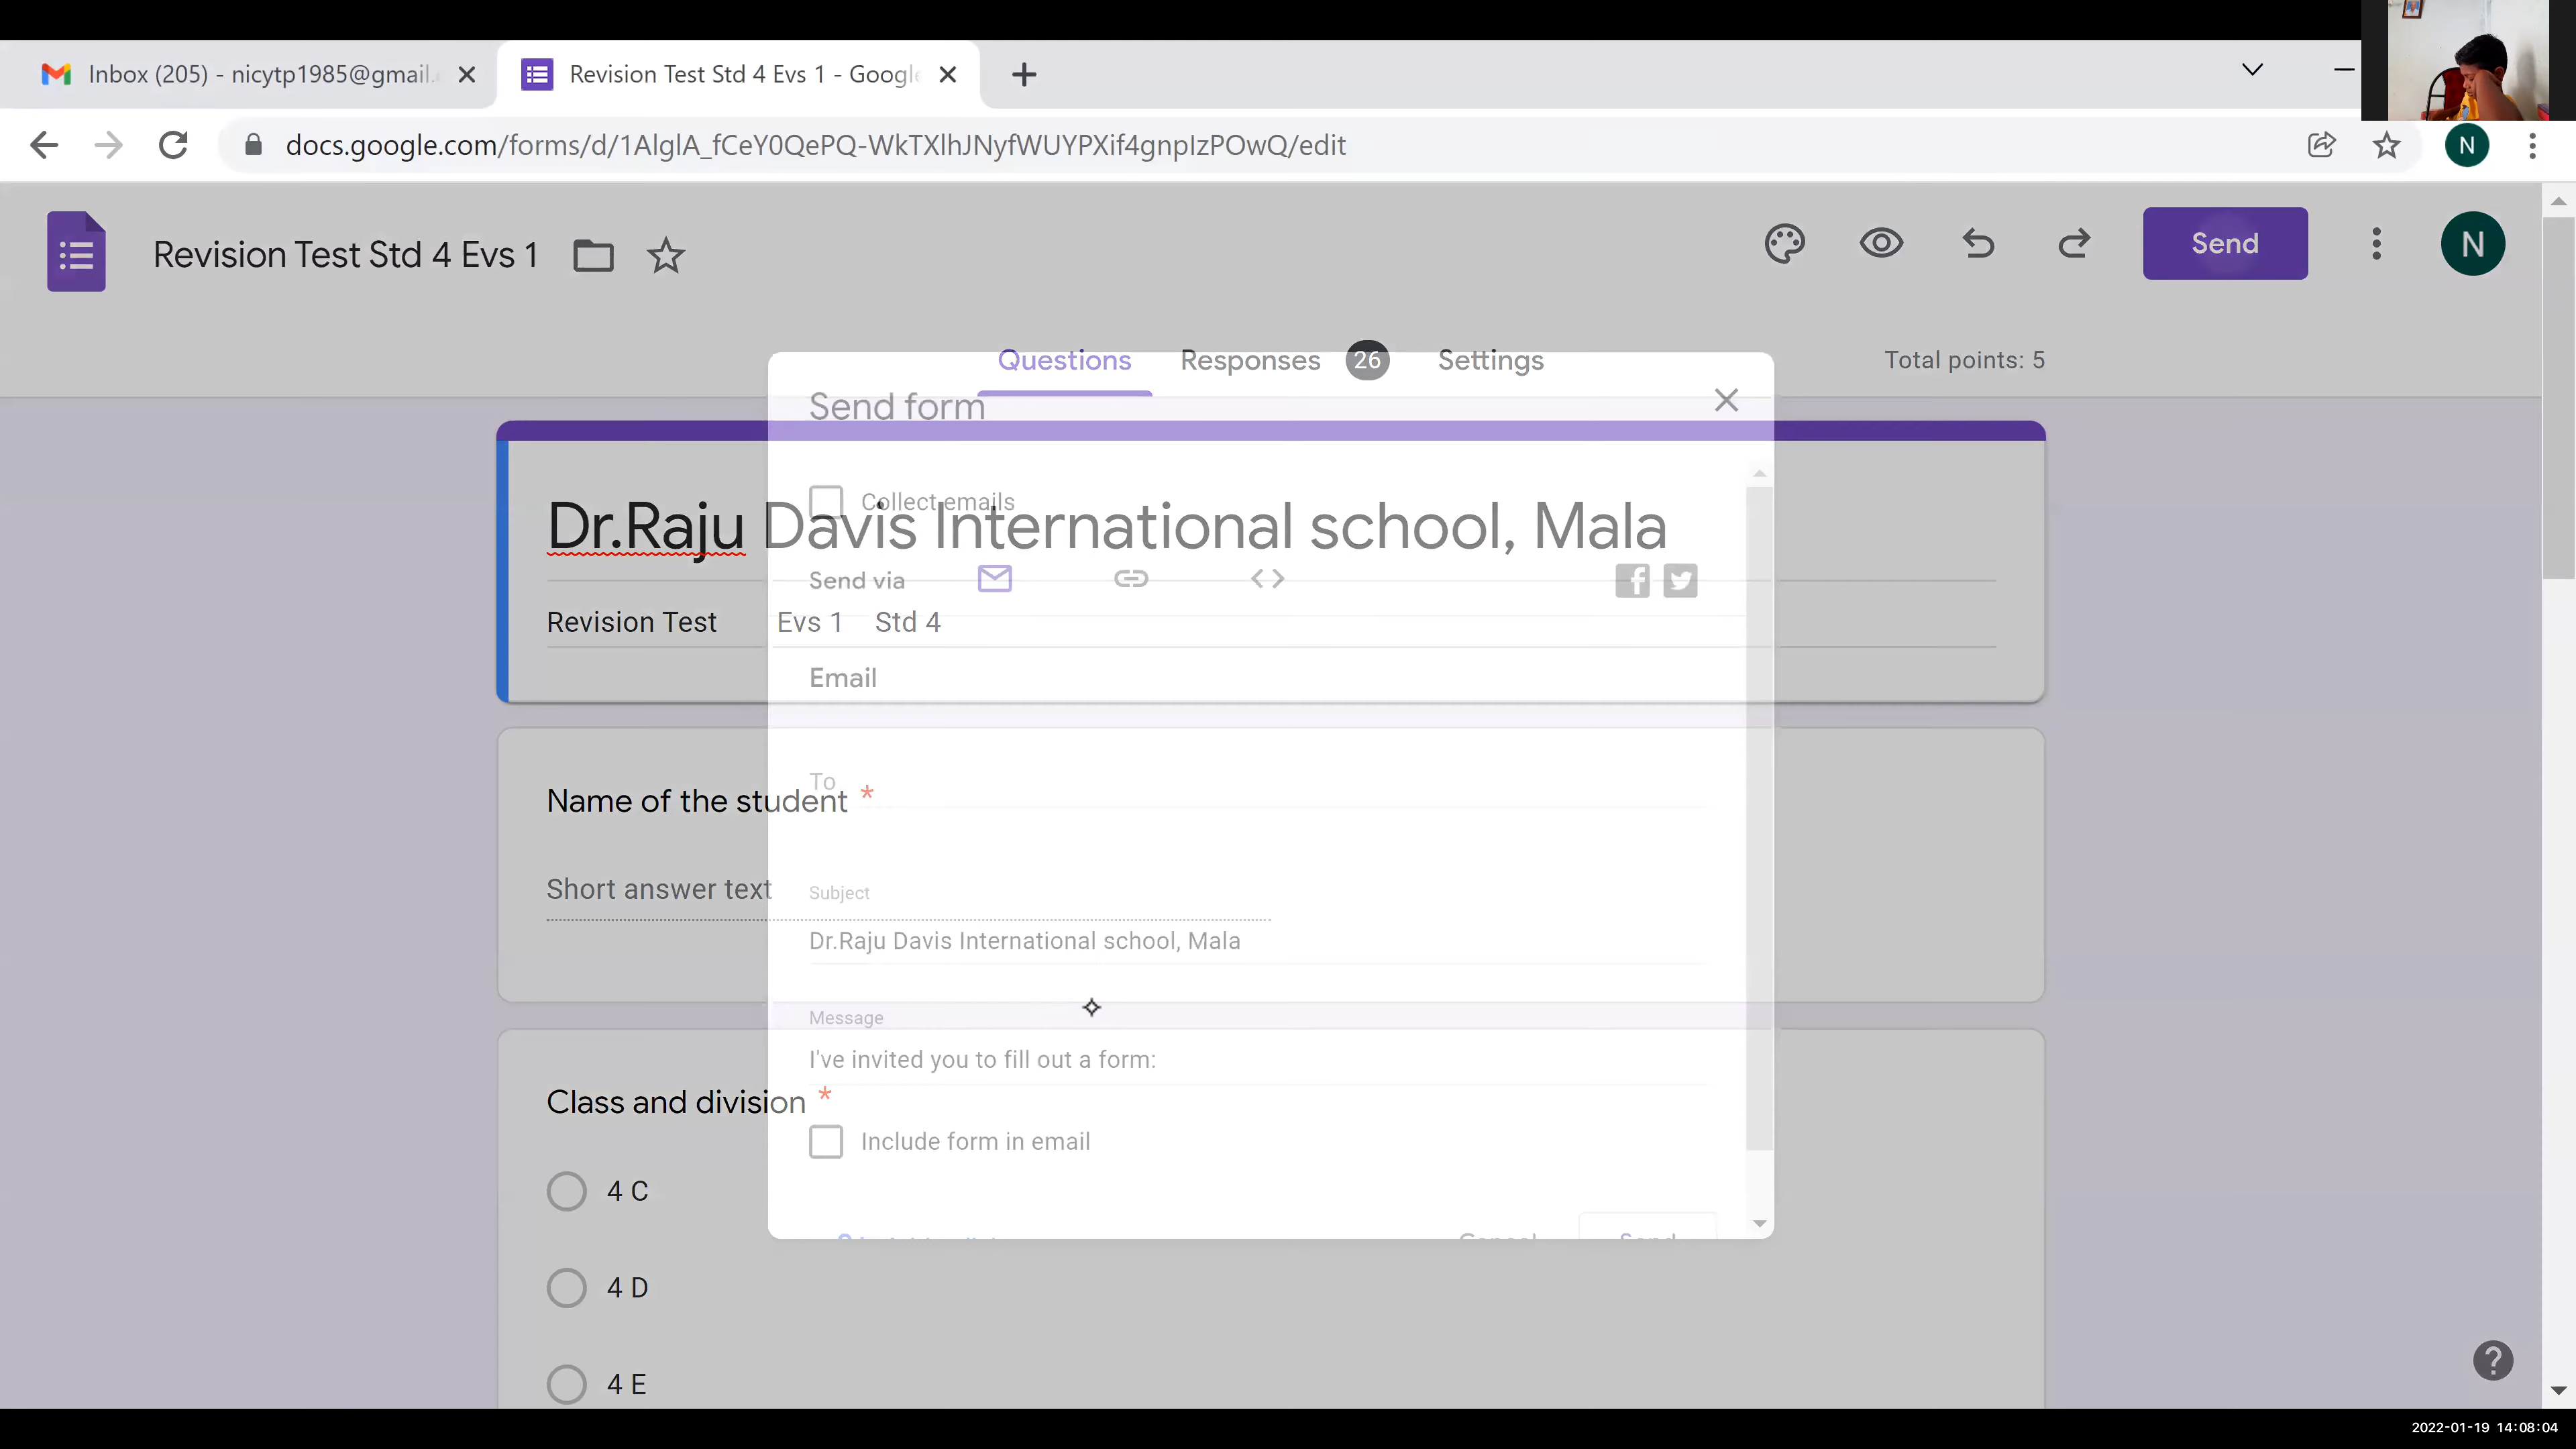 Inbox (205) - nicytp1985@gmail.
Revision Test Std 4 Evs 1 - Google
docs.google.com/forms/d/1AlglA_fCeY0QePQ-WkTXlhJNyfWUYPXif4gnpIzPOwQ/edit
N
Revision Test Std 4 Evs 1
Send
N
Questions
Responses 26
Settings
Total points: 5
Send form
Collect emails
Dr.Raju Davis International school, Mala
Send via
Revision Test Evs 1 Std 4
Email
To
Name of the student *
Short answer text
Subject
Dr.Raju Davis International school, Mala
Message
I've invited you to fill out a form:
Class and division *
Include form in email
4 C
Cancel
Send
4 D
4 E
2022-01-19 14:08:04